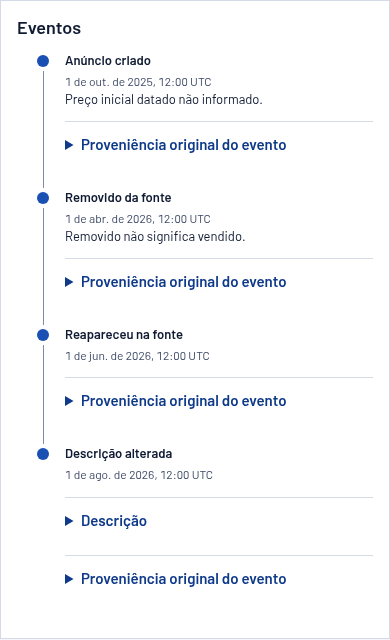 Eventos
Anúncio criado
1 de out. de 2025, 12:00 UTC
Preço inicial datado não informado.
Proveniência original do evento
Removido da fonte
1 de abr. de 2026, 12:00 UTC
Removido não significa vendido.
Proveniência original do evento
Reapareceu na fonte
1 de jun. de 2026, 12:00 UTC
Proveniência original do evento
Descrição alterada
1 de ago. de 2026, 12:00 UTC
Descrição
Proveniência original do evento